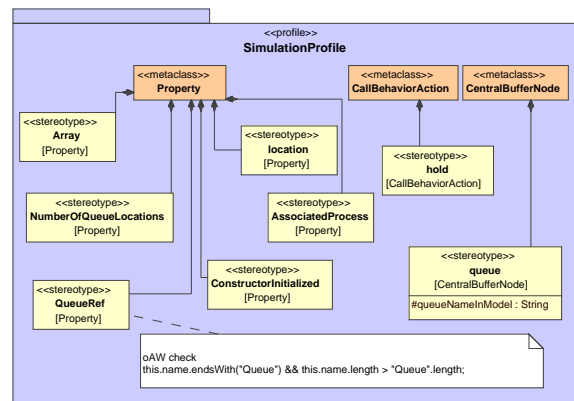 <<profile>>
SimulationProfile
<<metaclass>>
Property
<<metaclass>>
CallBehaviorAction
<<metaclass>>
CentralBufferNode
<<stereotype>>
Array
[Property]
<<stereotype>>
location
[Property]
<<stereotype>>
hold
[CallBehaviorAction]
<<stereotype>>
NumberOfQueueLocations
[Property]
<<stereotype>>
AssociatedProcess
[Property]
<<stereotype>>
queue
[CentralBufferNode]
#queueNameInModel : String
<<stereotype>>
QueueRef
[Property]
<<stereotype>>
ConstructorInitialized
[Property]
oAW check
this.name.endsWith("Queue") && this.name.length > "Queue".length;